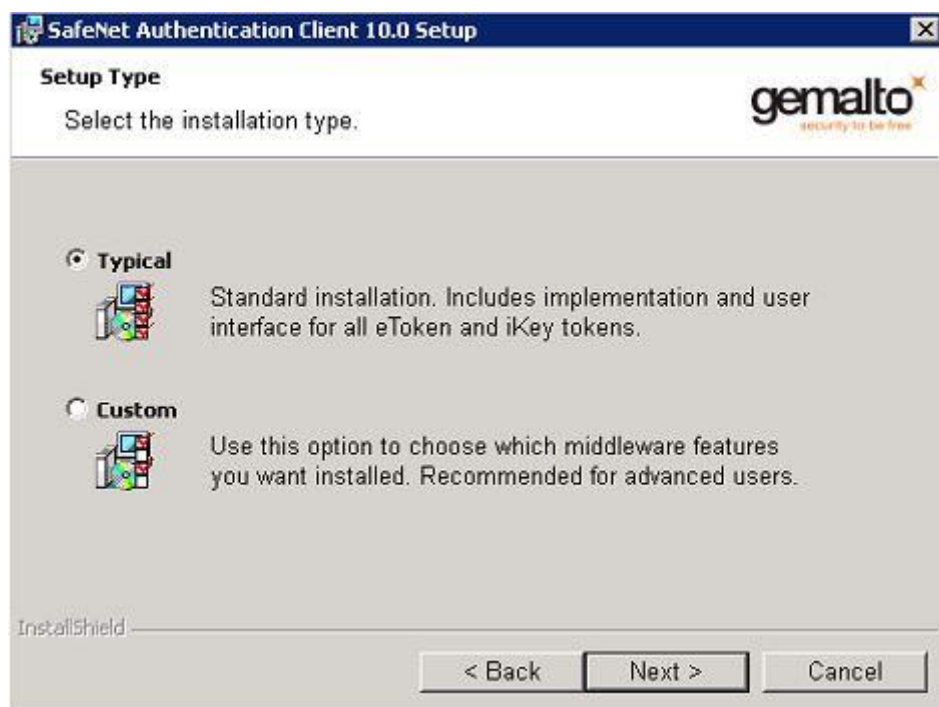 SafeNet Authentication Client 10.0 Setup
Setup Type
Select the installation type.
gemalto
security to be free
Typical
Standard installation. Includes implementation and user
interface for all eToken and iKey tokens.
Custom
Use this option to choose which middleware features
you want installed. Recommended for advanced users.
InstallShield
< Back
Next >
Cancel